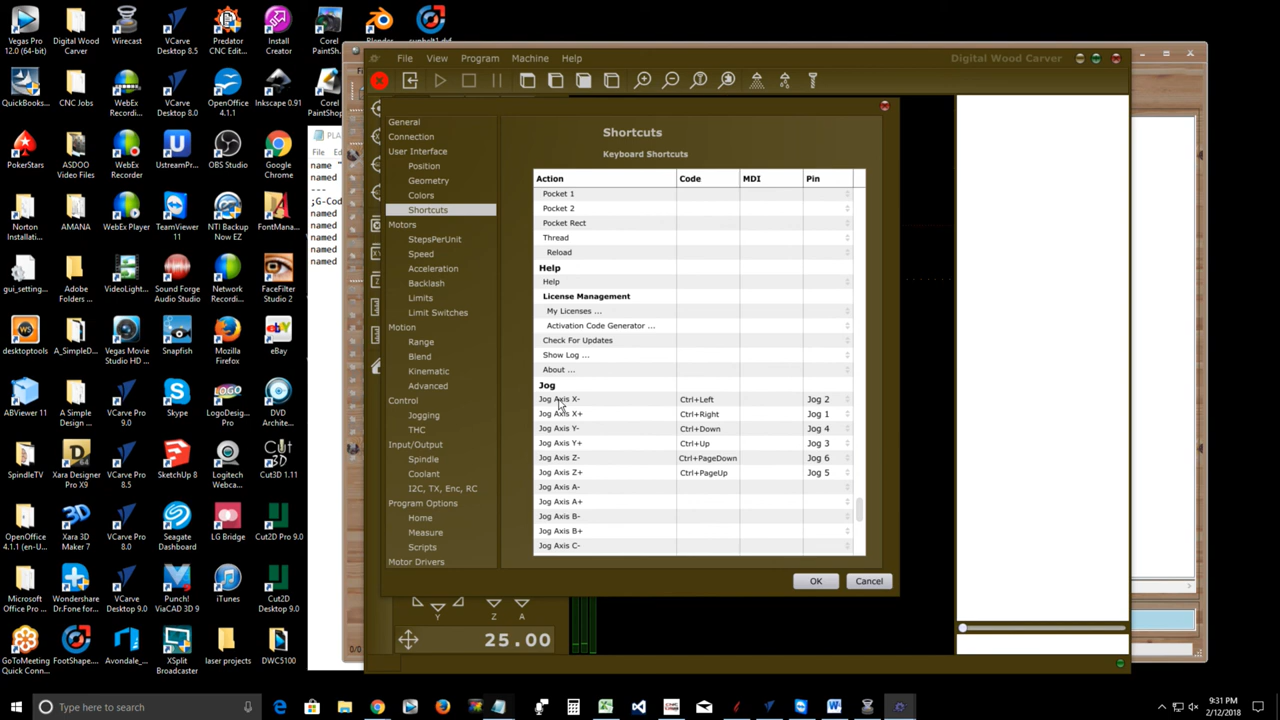 Vegas Pro
12.0 (64-bit)
Digital Wood
Carver
Wirecast
VCarve
Desktop 8.5
Predator
CNC Edit...
Install
Creator
Corel
PaintSh...
Blender
sunbelt1.dxf
QuickBooks...
CNC Jobs
WebEx
Recordi...
VCarve
Desktop 8.0
OpenOffice
4.1.1
Inkscape 0.91
Corel
PaintShop...
PokerStars
ASDOO
Video Files
WebEx
Recorder
UstreamPr...
OBS Studio
Google
Chrome
Norton
Installati...
AMANA
WebEx Player
TeamViewer
11
NTI Backup
Now EZ
FontMana...
gui_setting...
Adobe
Folders ...
VideoLight...
Sound Forge
Audio Studio
Network
Recordi...
FaceFilter
Studio 2
desktoptools
A_SimpleD...
Vegas Movie
Studio HD ...
Snapfish
Mozilla
Firefox
eBay
ABViewer 11
A Simple
Design ...
VCarve Pro
9.0
Skype
LogoDesig...
Pro
DVD
Archite...
SpindleTV
Xara Designer
Pro X9
VCarve Pro
8.5
SketchUp 8
Logitech
Webca...
Cut3D 1.11
OpenOffice
4.1.1 (en-U...
Xara 3D
Maker 7
VCarve Pro
8.0
Seagate
Dashboard
LG Bridge
Cut2D Pro 9.0
Microsoft
Office Pro ...
Wondershare
Dr.Fone for...
VCarve
Desktop 9.0
Punch!
ViaCAD 3D 9
iTunes
Cut2D
Desktop 9.0
GoToMeeting
Quick Conn...
FootShape....
Avondale_...
XSplit
Broadcaster
laser projects
DWC5100
File
name "
named
---
;G-Cod
named
named
named
named
0/0
File
View
Program
Machine
Help
Digital Wood Carver
General
Connection
User Interface
Position
Geometry
Colors
Shortcuts
Motors
StepsPerUnit
Speed
Acceleration
Backlash
Limits
Limit Switches
Motion
Range
Blend
Kinematic
Advanced
Control
Jogging
THC
Input/Output
Spindle
Coolant
I2C, TX, Enc, RC
Program Options
Home
Measure
Scripts
Motor Drivers
Shortcuts
Keyboard Shortcuts
Action Code MDI Pin
Pocket 1
Pocket 2
Pocket Rect
Thread
Reload
Help
Help
License Management
My Licenses ...
Activation Code Generator ...
Check For Updates
Show Log ...
About ...
Jog
Jog Axis X- Ctrl+Left Jog 2
Jog Axis X+ Ctrl+Right Jog 1
Jog Axis Y- Ctrl+Down Jog 4
Jog Axis Y+ Ctrl+Up Jog 3
Jog Axis Z- Ctrl+PageDown Jog 6
Jog Axis Z+ Ctrl+PageUp Jog 5
Jog Axis A-
Jog Axis A+
Jog Axis B-
Jog Axis B+
Jog Axis C-
OK
Cancel
Y
Z
A
25.00
Type here to search
9:31 PM
2/12/2018